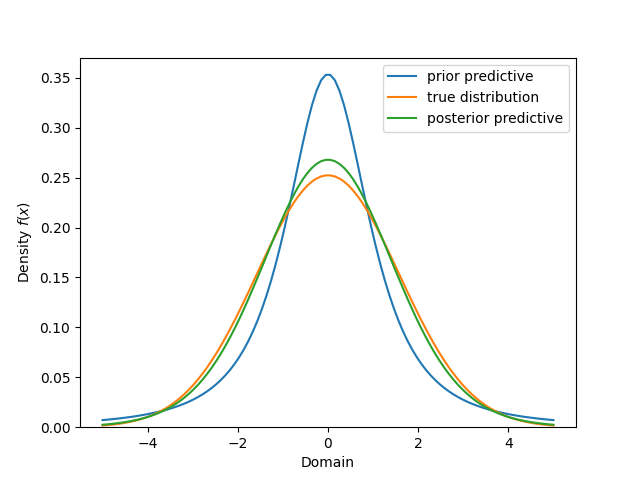 prior predictive
true distribution
posterior predictive
Density f(x)
0.35
0.30
0.25
0.20
0.15
0.10
0.05
0.00
−4
−2
0
2
4
Domain